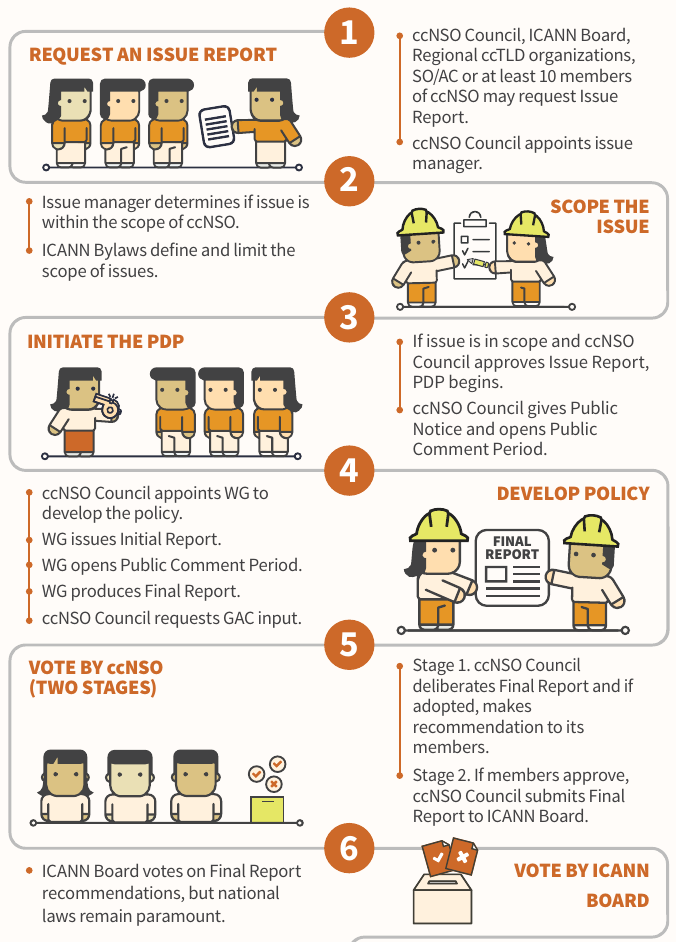 1
REQUEST AN ISSUE REPORT
ccNSO Council, ICANN Board,
Regional ccTLD organizations,
SO/AC or at least 10 members
of ccNSO may request Issue
Report.
ccNSO Council appoints issue
manager.
2
SCOPE THE
ISSUE
Issue manager determines if issue is
within the scope of ccNSO.
ICANN Bylaws define and limit the
scope of issues.
3
INITIATE THE PDP
If issue is in scope and ccNSO
Council approves Issue Report,
PDP begins.
ccNSO Council gives Public
Notice and opens Public
Comment Period.
4
DEVELOP POLICY
ccNSO Council appoints WG to
develop the policy.
WG issues Initial Report.
WG opens Public Comment Period.
WG produces Final Report.
ccNSO Council requests GAC input.
FINAL
REPORT
5
VOTE BY ccNSO
(TWO STAGES)
Stage 1. ccNSO Council
deliberates Final Report and if
adopted, makes
recommendation to its
members.
Stage 2. If members approve,
ccNSO Council submits Final
Report to ICANN Board.
6
VOTE BY ICANN
BOARD
ICANN Board votes on Final Report
recommendations, but national
laws remain paramount.